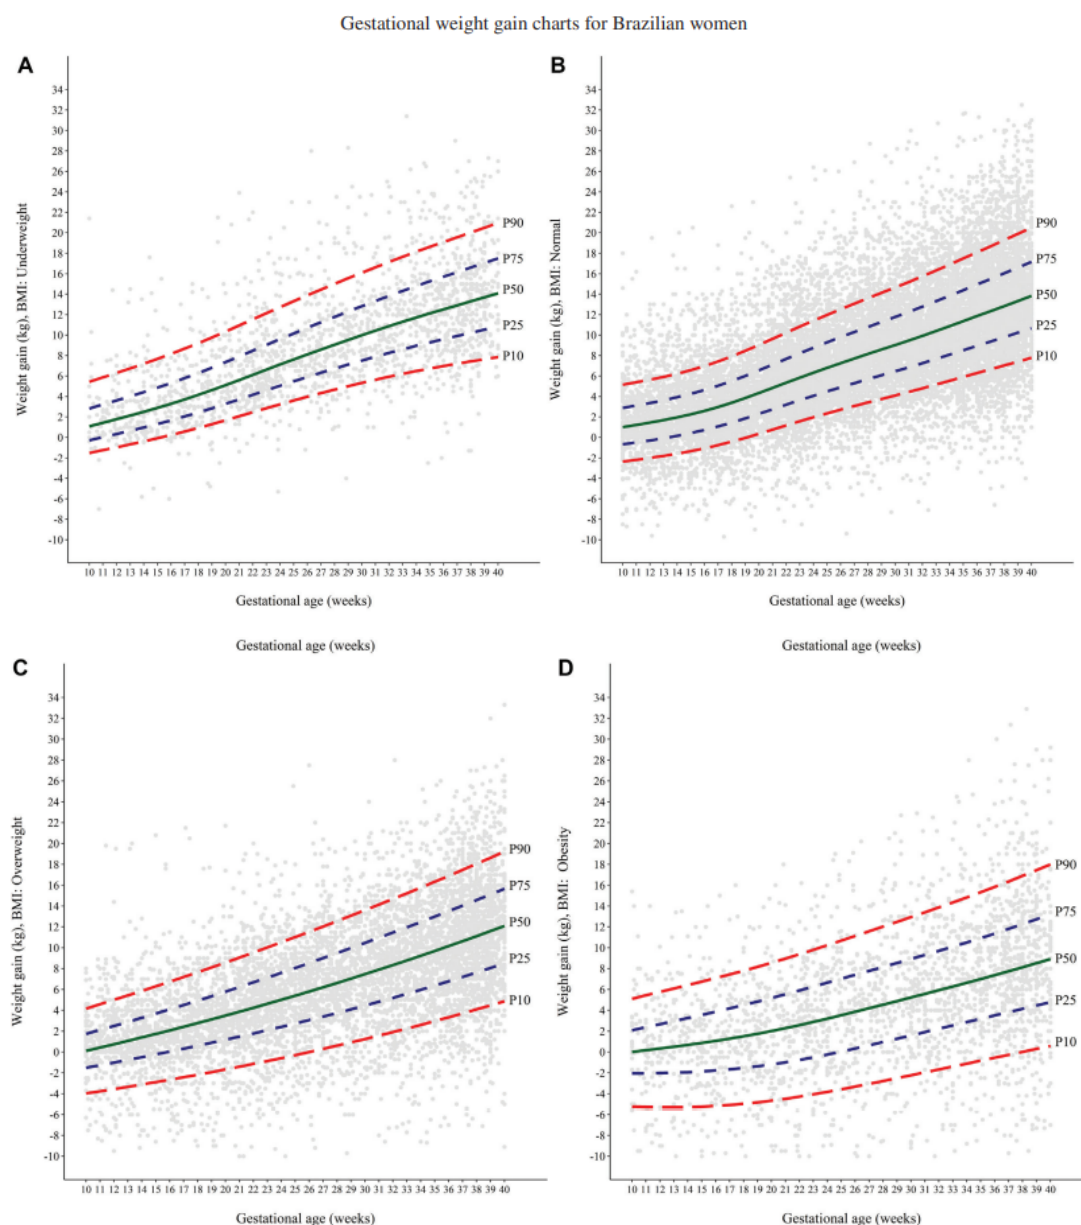 Gestational weight gain charts for Brazilian women
A
Weight gain (kg), BMI: Underweight
34
32
30
28
26
24
22
20
18
16
14
12
10
8
6
4
2
0
-2
-4
-6
-8
-10
P90
P75
P50
P25
P10
10 11 12 13 14 15 16 17 18 19 20 21 22 23 24 25 26 27 28 29 30 31 32 33 34 35 36 37 38 39 40
Gestational age (weeks)
B
Weight gain (kg), BMI: Normal
34
32
30
28
26
24
22
20
18
16
14
12
10
8
6
4
2
0
-2
-4
-6
-8
-10
P90
P75
P50
P25
P10
10 11 12 13 14 15 16 17 18 19 20 21 22 23 24 25 26 27 28 29 30 31 32 33 34 35 36 37 38 39 40
Gestational age (weeks)
Gestational age (weeks)
Gestational age (weeks)
C
Weight gain (kg), BMI: Overweight
34
32
30
28
26
24
22
20
18
16
14
12
10
8
6
4
2
0
-2
-4
-6
-8
-10
P90
P75
P50
P25
P10
10 11 12 13 14 15 16 17 18 19 20 21 22 23 24 25 26 27 28 29 30 31 32 33 34 35 36 37 38 39 40
Gestational age (weeks)
D
Weight gain (kg), BMI: Obesity
34
32
30
28
26
24
22
20
18
16
14
12
10
8
6
4
2
0
-2
-4
-6
-8
-10
P90
P75
P50
P25
P10
10 11 12 13 14 15 16 17 18 19 20 21 22 23 24 25 26 27 28 29 30 31 32 33 34 35 36 37 38 39 40
Gestational age (weeks)